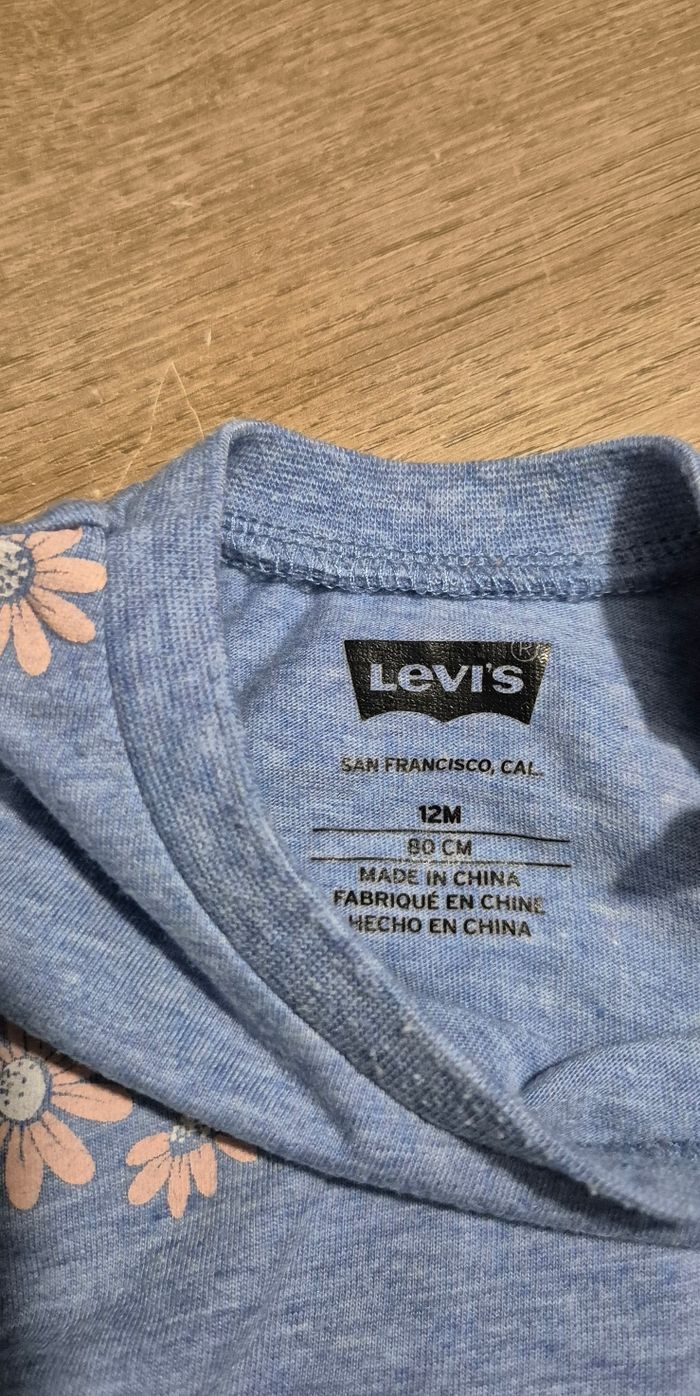 Levi's ®
SAN FRANCISCO, CAL.
12M
80 CM
MADE IN CHINA
FABRIQUÉ EN CHINE
HECHO EN CHINA